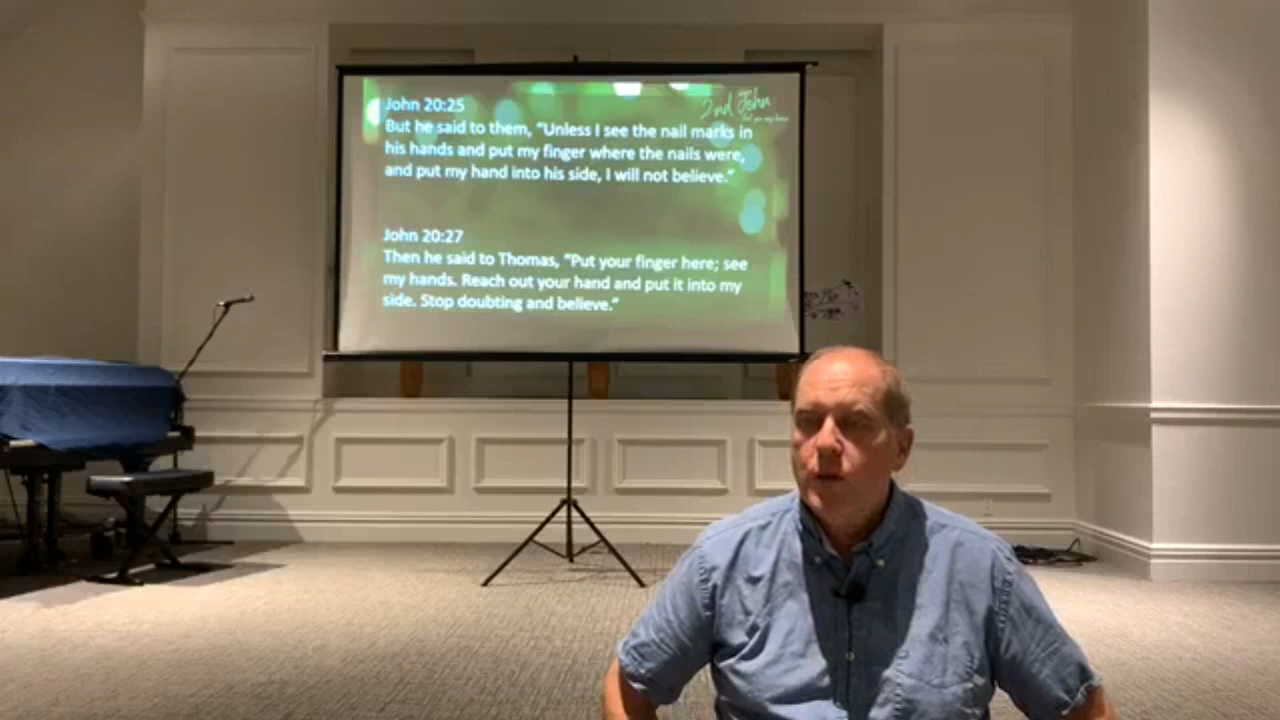 2nd John
John 20:25
But he said to them, “Unless I see the nail marks in
his hands and put my finger where the nails were,
and put my hand into his side, I will not believe.”
John 20:27
Then he said to Thomas, “Put your finger here; see
my hands. Reach out your hand and put it into my
side. Stop doubting and believe.”